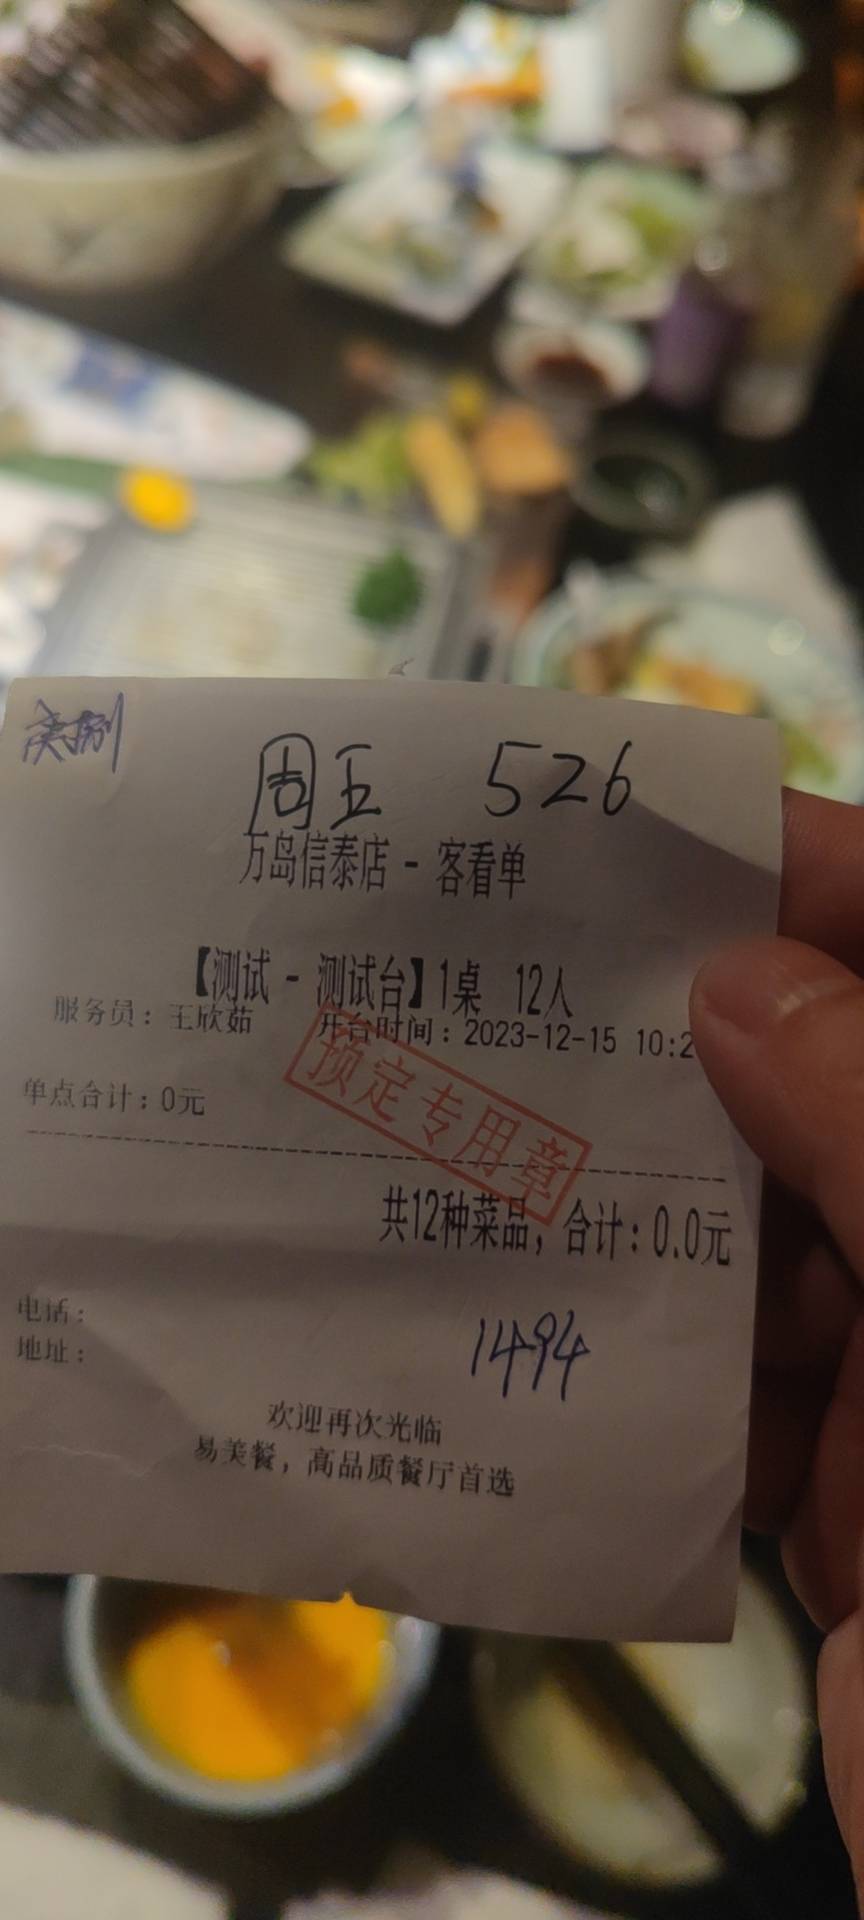 周五 526
万岛信泰店 - 客看单
【测试 - 测试台】1桌 12人
服务员：王欣茹 开台时间：2023-12-15 10:2
预定专用章
单点合计：0元
共12种菜品，合计：0.0元
电话：
地址：
1494
欢迎再次光临
易美餐，高品质餐厅首选